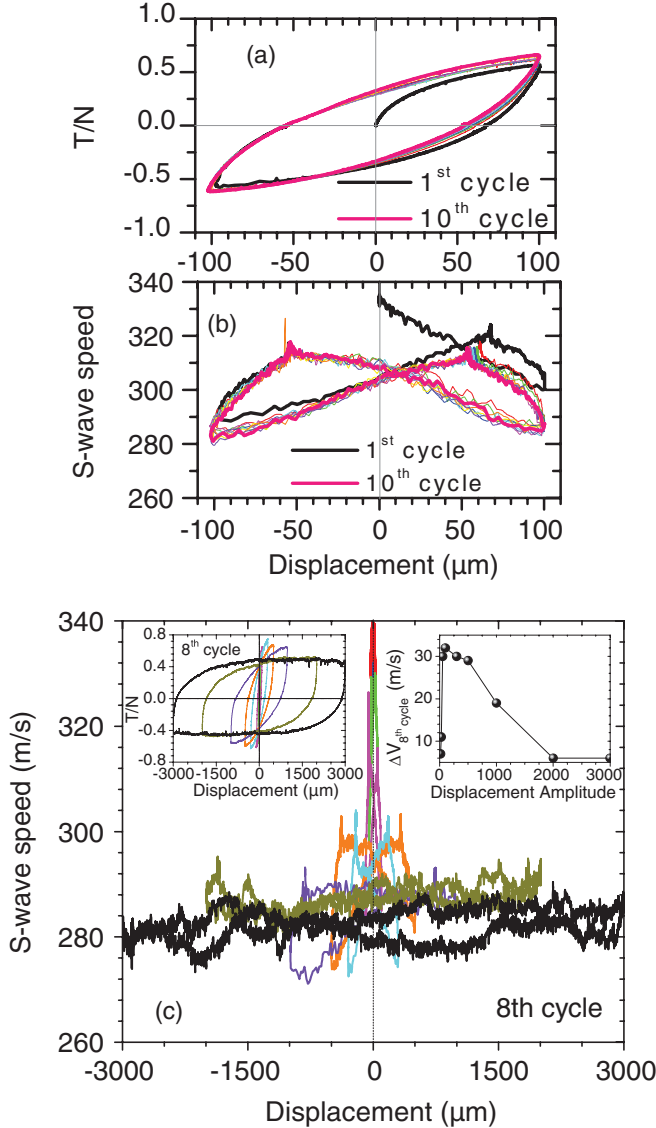 1.0
(a)
0.5
T/N
0.0
-0.5
1st cycle
10th cycle
-1.0
-100 -50 0 50 100
340
(b)
320
S-wave speed
300
280
1st cycle
10th cycle
260
-100 -50 0 50 100
Displacement (μm)
340
0.8
8th cycle
0.4
T/N
0.0
-0.4
-0.8
-3000 -1500 0 1500 3000
Displacement (μm)
30
20
10
ΔV8th cycle (m/s)
0 1000 2000 3000
Displacement Amplitude
320
S-wave speed (m/s)
300
280
(c)
8th cycle
260
-3000 -1500 0 1500 3000
Displacement (μm)